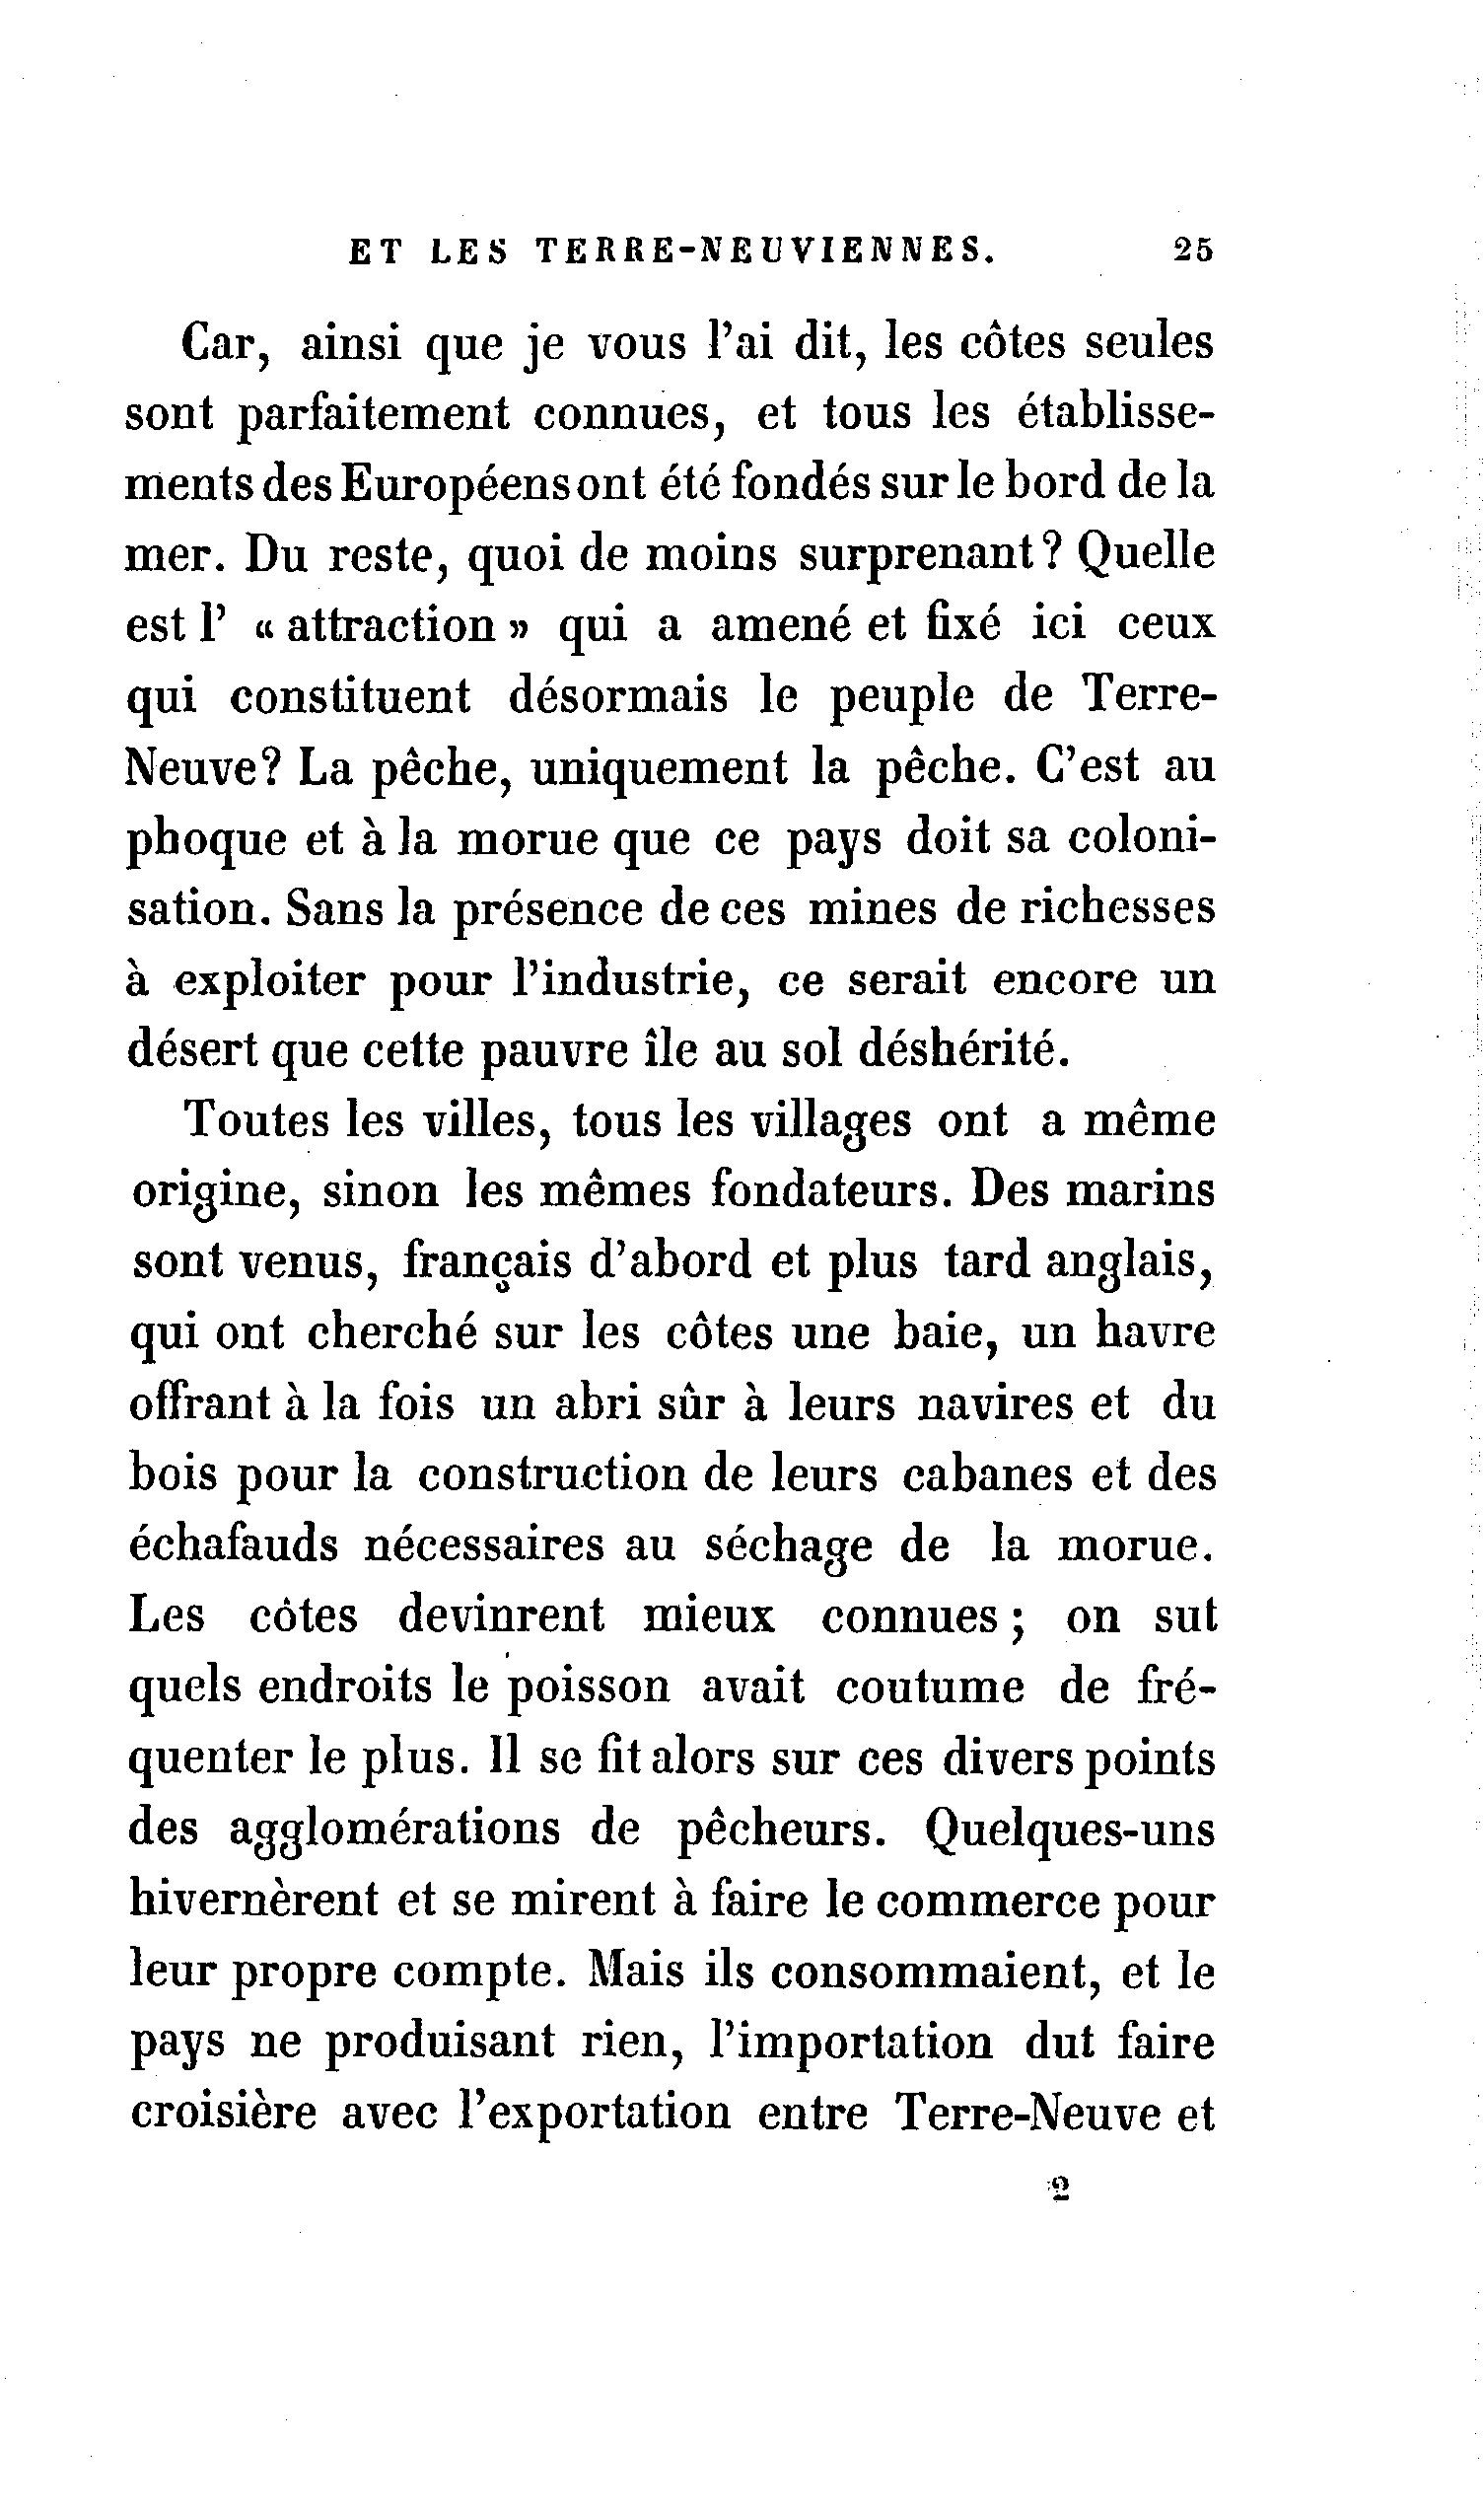 ET LES TERRE-NEUVIENNES. 25
Car, ainsi que je vous l'ai dit, les côtes seules
sont parfaitement connues, et tous les établisse-
ments des Européens ont été fondés sur le bord de la
mer. Du reste, quoi de moins surprenant ? Quelle
est l' « attraction » qui a amené et fixé ici ceux
qui constituent désormais le peuple de Terre-
Neuve? La pêche, uniquement la pêche. C'est au
phoque et à la morue que ce pays doit sa coloni-
sation. Sans la présence de ces mines de richesses
à exploiter pour l'industrie, ce serait encore un
désert que cette pauvre île au sol déshérité.
Toutes les villes, tous les villages ont a même
origine, sinon les mêmes fondateurs. Des marins
sont venus, français d'abord et plus tard anglais,
qui ont cherché sur les côtes une baie, un havre
offrant à la fois un abri sûr à leurs navires et du
bois pour la construction de leurs cabanes et des
échafauds nécessaires au séchage de la morue.
Les côtes devinrent mieux connues ; on sut
quels endroits le poisson avait coutume de fré-
quenter le plus. Il se fit alors sur ces divers points
des agglomérations de pêcheurs. Quelques-uns
hivernèrent et se mirent à faire le commerce pour
leur propre compte. Mais ils consommaient, et le
pays ne produisant rien, l'importation dut faire
croisière avec l'exportation entre Terre-Neuve et
2